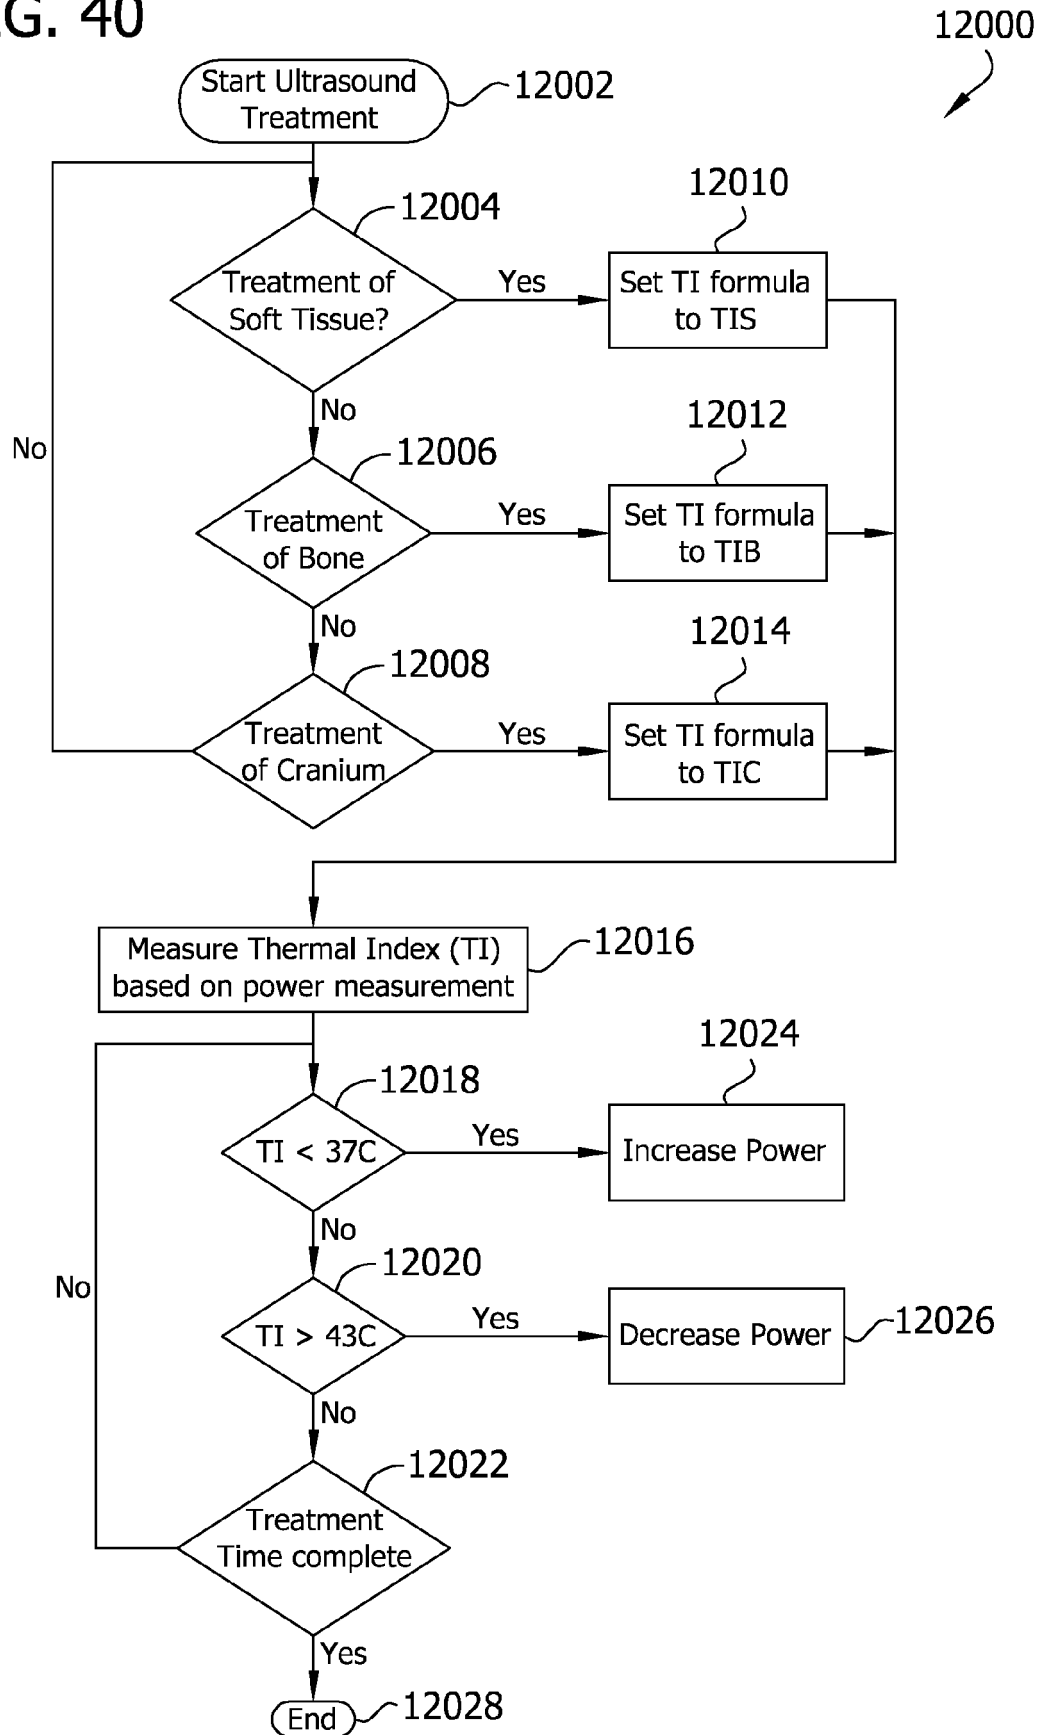 G. 40
12000
Start Ultrasound
Treatment
12002
12004
Treatment of
Soft Tissue?
Yes
12010
Set TI formula
to TIS
No
No
12006
Treatment
of Bone
Yes
12012
Set TI formula
to TIB
No
12008
Treatment
of Cranium
Yes
12014
Set TI formula
to TIC
Measure Thermal Index (TI)
based on power measurement
12016
12018
TI < 37C
Yes
12024
Increase Power
No
No
12020
TI > 43C
Yes
Decrease Power
12026
No
12022
Treatment
Time complete
Yes
End
12028